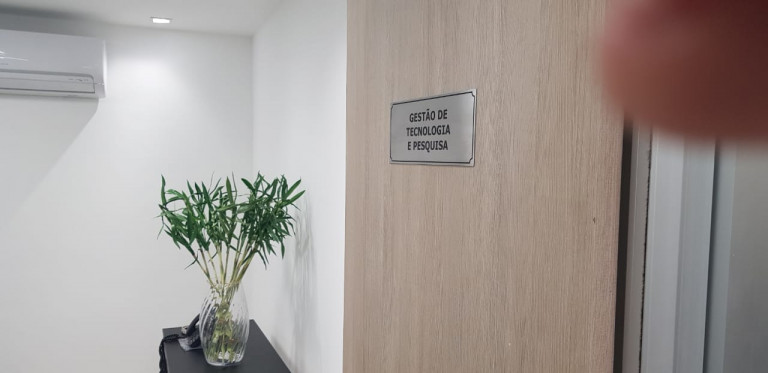 GESTÃO DE
TECNOLOGIA
E PESQUISA